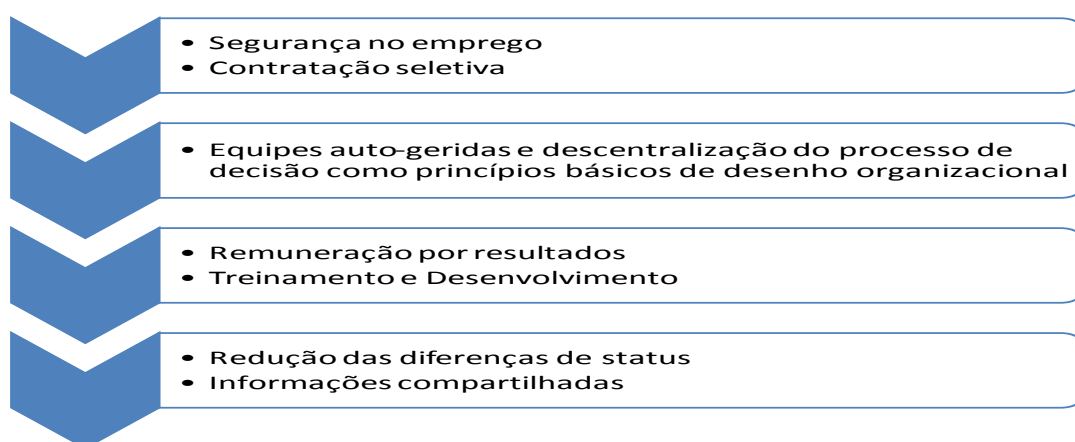 • Segurança no emprego
• Contratação seletiva
• Equipes auto-geridas e descentralização do processo de
decisão como princípios básicos de desenho organizacional
• Remuneração por resultados
• Treinamento e Desenvolvimento
• Redução das diferenças de status
• Informações compartilhadas